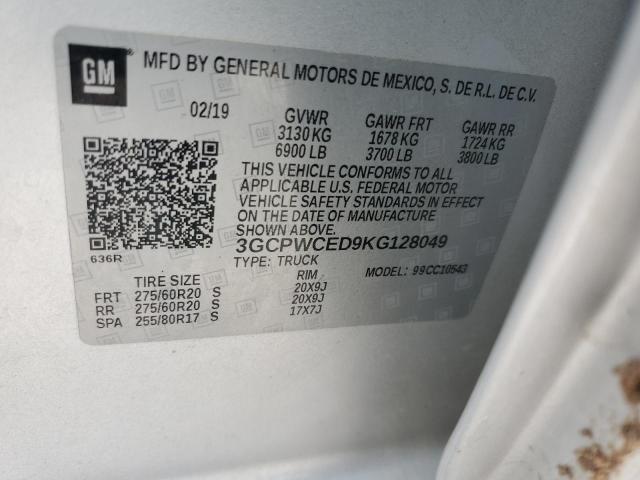 GM
MFD BY GENERAL MOTORS DE MEXICO, S. DE R.L. DE C.V.
02/19 GVWR GAWR FRT GAWR RR
3130 KG 1678 KG 1724 KG
6900 LB 3700 LB 3800 LB
THIS VEHICLE CONFORMS TO ALL
APPLICABLE U.S. FEDERAL MOTOR
VEHICLE SAFETY STANDARDS IN EFFECT
ON THE DATE OF MANUFACTURE SHOWN ABOVE.
3GCPWCED9KG128049
636R
TYPE: TRUCK MODEL: 99CC10543
TIRE SIZE RIM
FRT 275/60R20 S 20X9J
RR 275/60R20 S 20X9J
SPA 255/80R17 S 17X7J